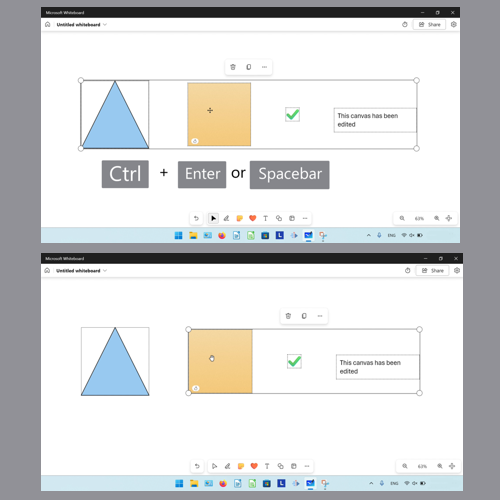 Microsoft Whiteboard
Untitled whiteboard
Share
This canvas has been
edited
Ctrl + Enter or Spacebar
63%
ENG
Microsoft Whiteboard
Untitled whiteboard
Share
This canvas has been
edited
63%
ENG